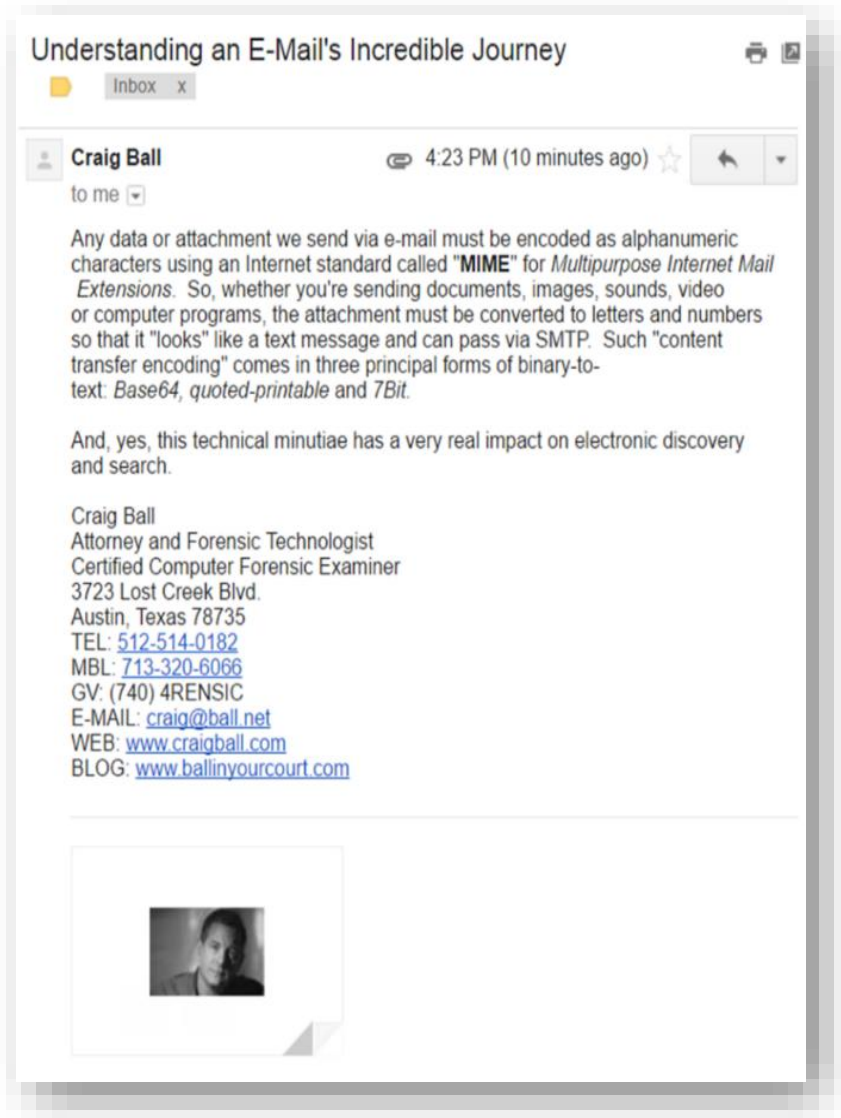 Understanding an E-Mail's Incredible Journey
Inbox x
Craig Ball 4:23 PM (10 minutes ago)
to me
Any data or attachment we send via e-mail must be encoded as alphanumeric
characters using an Internet standard called "MIME" for Multipurpose Internet Mail
Extensions. So, whether you're sending documents, images, sounds, video
or computer programs, the attachment must be converted to letters and numbers
so that it "looks" like a text message and can pass via SMTP. Such "content
transfer encoding" comes in three principal forms of binary-to-
text: Base64, quoted-printable and 7Bit.
And, yes, this technical minutiae has a very real impact on electronic discovery
and search.
Craig Ball
Attorney and Forensic Technologist
Certified Computer Forensic Examiner
3723 Lost Creek Blvd.
Austin, Texas 78735
TEL: 512-514-0182
MBL: 713-320-6066
GV: (740) 4RENSIC
E-MAIL: craig@ball.net
WEB: www.craigball.com
BLOG: www.ballinyourcourt.com